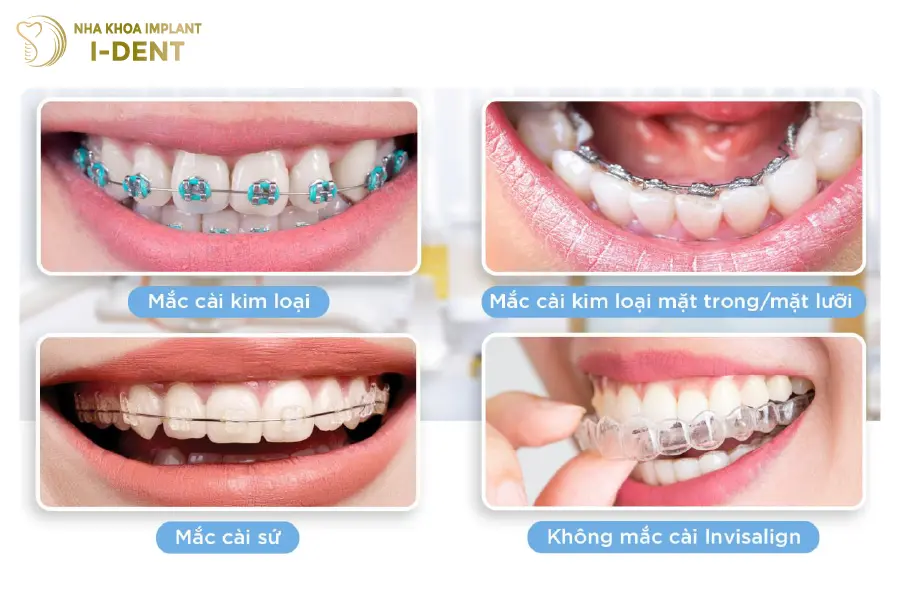 NHA KHOA IMPLANT
I-DENT
Mắc cài kim loại
Mắc cài kim loại mặt trong/mặt lưỡi
Mắc cài sứ
Không mắc cài Invisalign